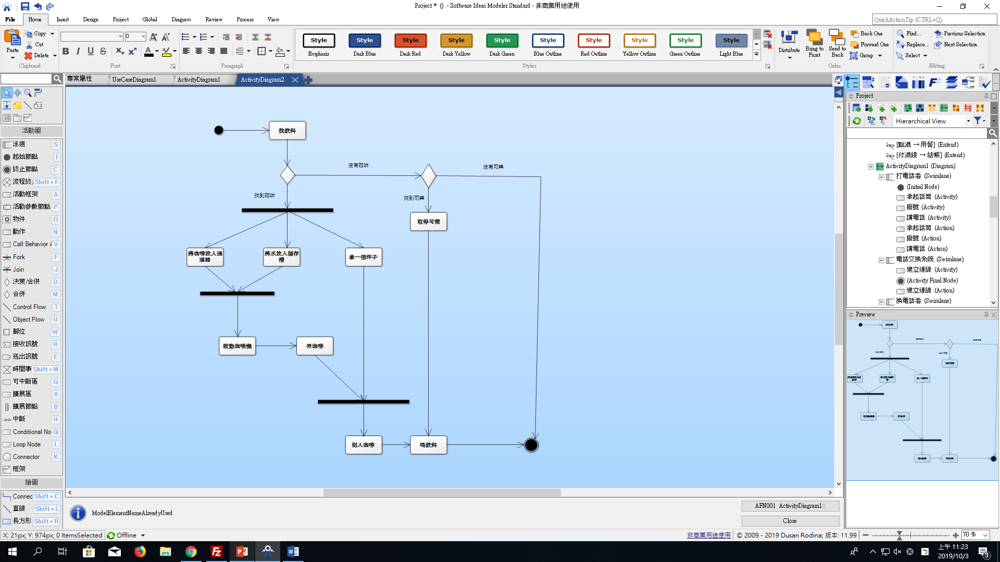 Project * () - Software Ideas Modeler Standard - 非商業用途使用
File Home Insert Design Project Global Diagram Review Process View
QuickActionTip (CTRL+Q)
Paste
Copy
Cut
Delete
Clipboard
0
B I U S
Font
Paragraph
Style Style Style Style Style Style Style Style Style Style
Emphasis Dark Blue Dark Red Dark Yellow Dark Green Blue Outline Red Outline Yellow Outline Green Outline Light Blue
Styles
Distribute
Bring to Front
Send to Back
Back One
Forward One
Group
Order
Find...
Replace...
Select
Previous Selection
Next Selection
Editing
專案屬性 UseCaseDiagram1 ActivityDiagram1 ActivityDiagram2
活動圖
泳道 S
起始節點 I
終止節點 C
流程終 Shift+F
活動框架 A
活動參數節點 P
物件 O
動作 N
Call Behavior A V
Fork F
Join J
決策/合併 D
合併 M
Control Flow T
Object Flow U
腳位 W
接收訊號 R
送出訊號 E
時間事 Shift+M
可中斷區 G
擴展區 X
擴展節點 B
中斷 H
Conditional No Q
Loop Node L
Connector K
框架
繪圖
Connec Shift+C
直線 Shift+L
長方形 Shift+R
找飲料
沒有咖啡
沒有可樂
找到咖啡
找到可樂
取得可樂
將咖啡放入過濾器
將水放入儲存槽
拿一個杯子
啟動咖啡機
煮咖啡
倒入咖啡
喝飲料
Project
Hierarchical View
[點酒 → 用餐] (Entend)
[付酒錢 → 結帳] (Entend)
ActivityDiagram1 (Diagram)
打電話者 (Swimlane)
(Initial Node)
拿起話筒 (Activity)
撥號 (Activity)
講電話 (Activity)
拿起話筒 (Action)
撥號 (Action)
講電話 (Action)
電話交換系統 (Swimlane)
建立連線 (Activity)
(Activity Final Node)
建立連線 (Action)
換電話者 (Swimlane)
Preview
ModelElementNameAlreadyUsed
AFN001 ActivityDiagram1::
Close
X: 21px; Y: 974px; 0 ItemsSelected Offline
非商業用途使用 © 2009 - 2019 Dusan Rodina; 版本: 11.99
70 %
上午 11:23
2019/10/3
3